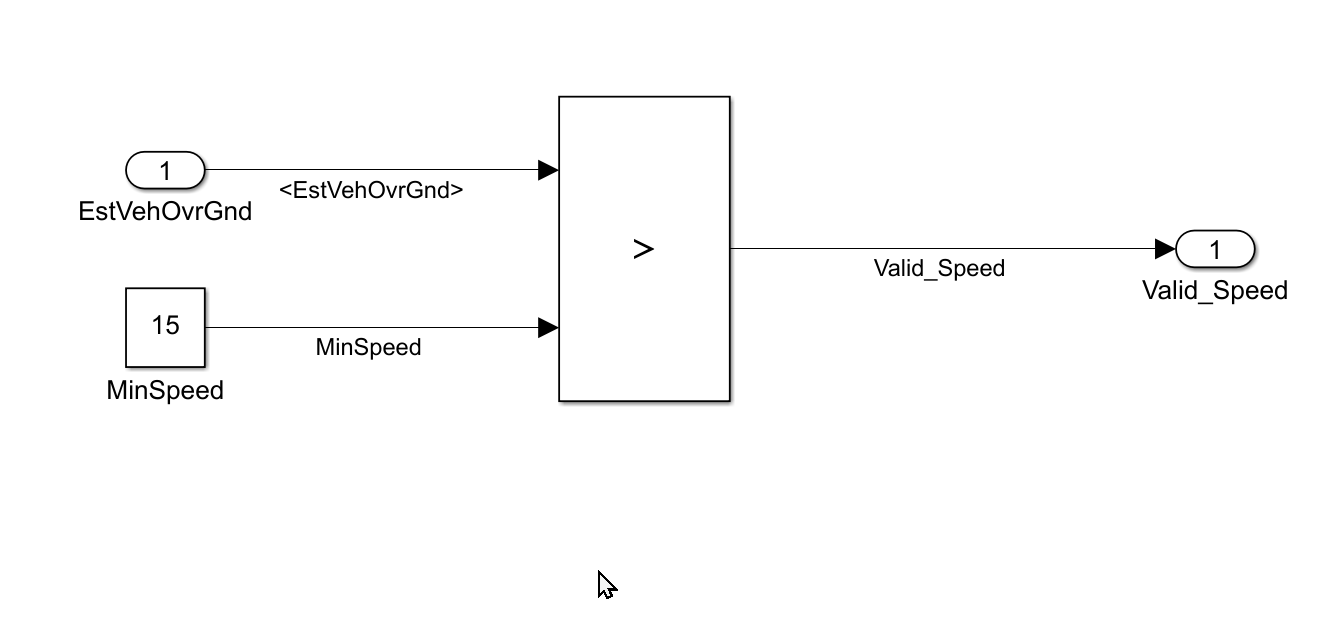 1
EstVehOvrGnd
<EstVehOvrGnd>
15
MinSpeed
MinSpeed
>
Valid_Speed
1
Valid_Speed